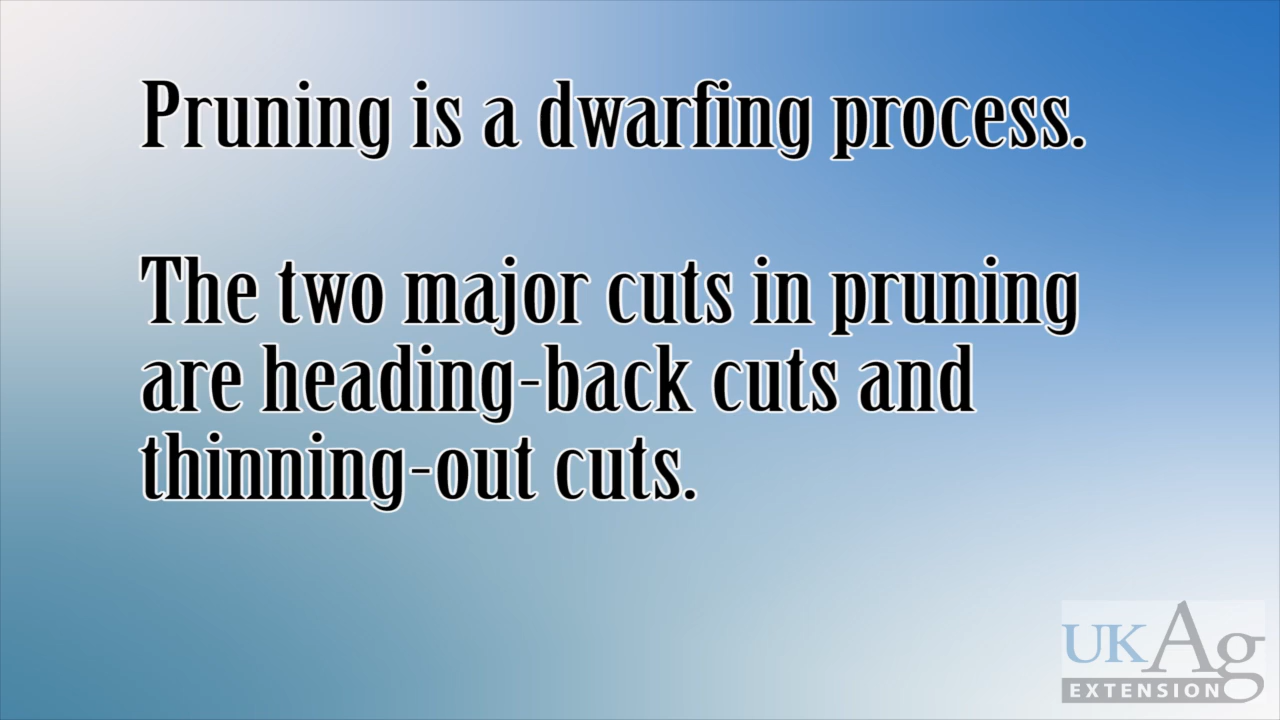 Pruning is a dwarfing process.
The two major cuts in pruning
are heading-back cuts and
thinning-out cuts.
UKAg
EXTENSION